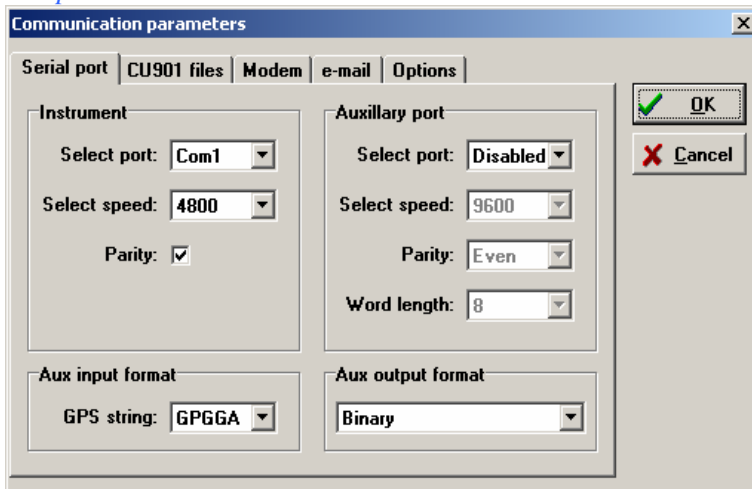 Communication parameters
Serial port CU901 files Modem e-mail Options
Instrument
Select port: Com1
Select speed: 4800
Parity:
Auxillary port
Select port: Disabled
Select speed: 9600
Parity: Even
Word length: 8
Aux input format
GPS string: GPGGA
Aux output format
Binary
OK
Cancel